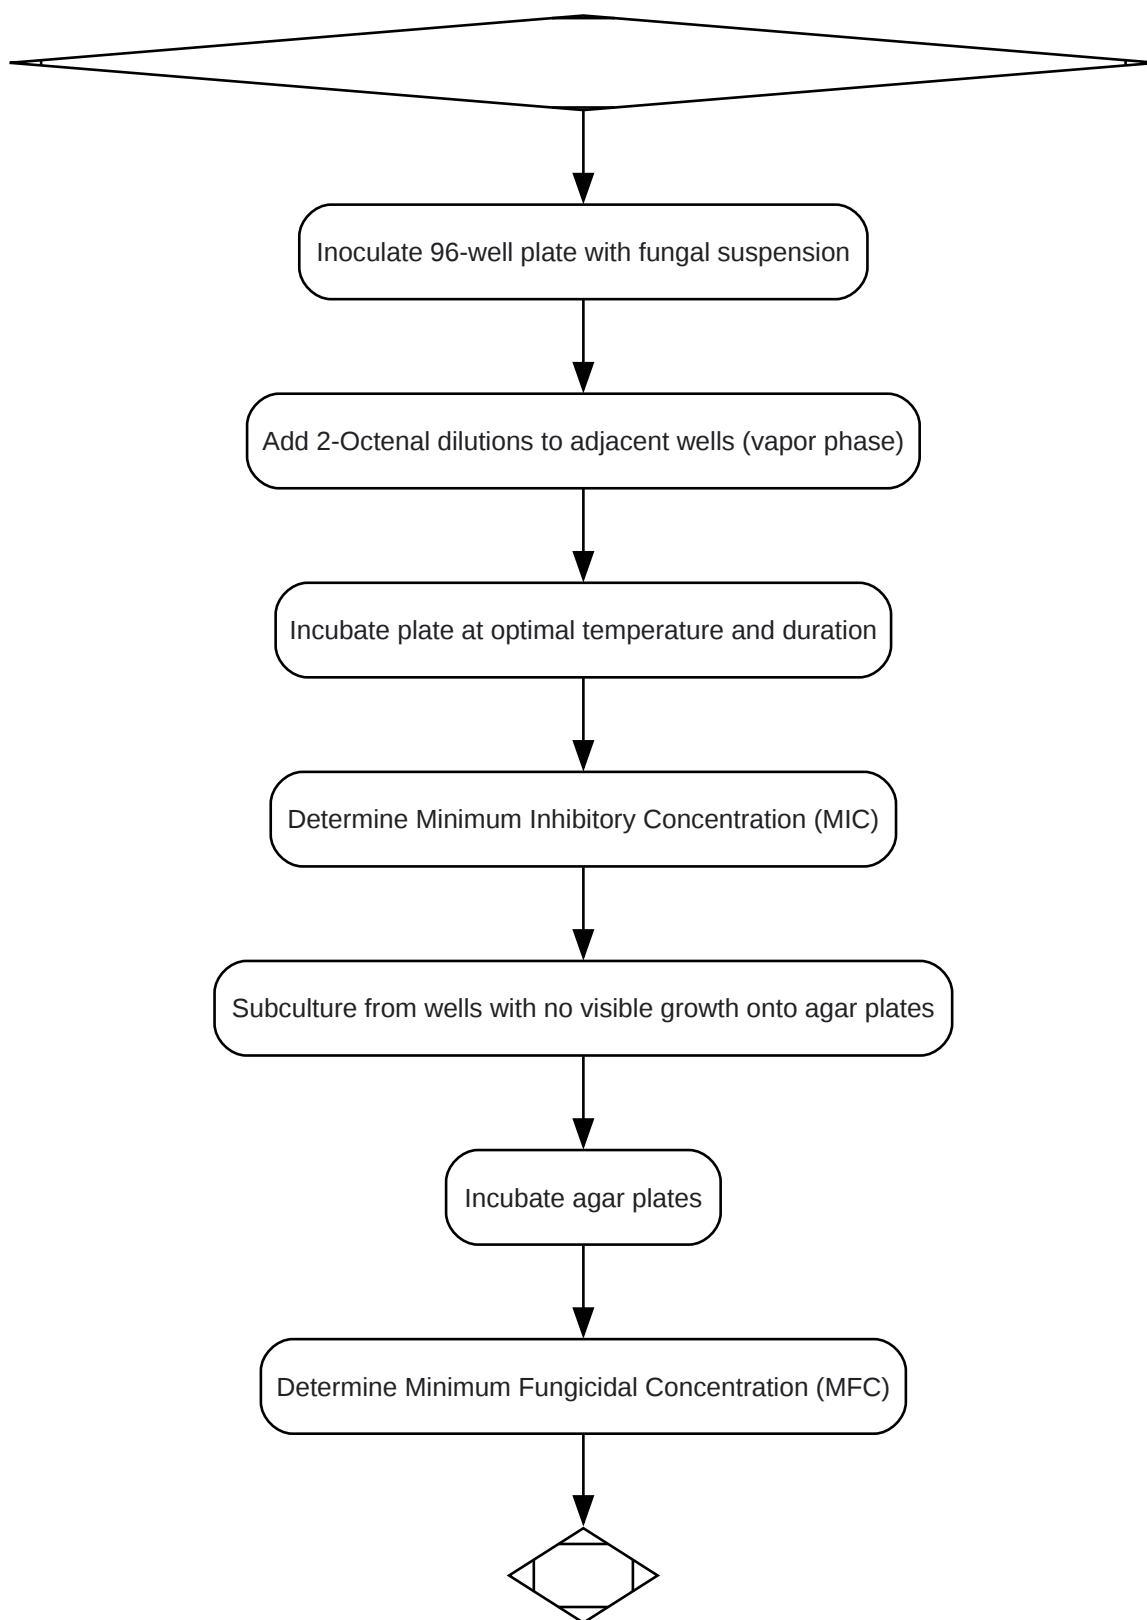 Inoculate 96-well plate with fungal suspension
Add 2-Octenal dilutions to adjacent wells (vapor phase)
Incubate plate at optimal temperature and duration
Determine Minimum Inhibitory Concentration (MIC)
Subculture from wells with no visible growth onto agar plates
Incubate agar plates
Determine Minimum Fungicidal Concentration (MFC)